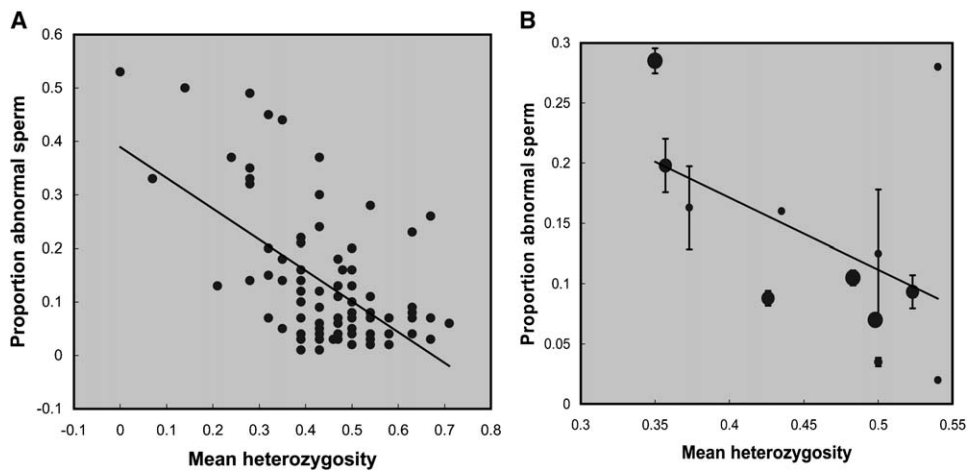 A
0.6
0.5
0.4
0.3
0.2
0.1
0
-0.1
-0.1 0 0.1 0.2 0.3 0.4 0.5 0.6 0.7 0.8
Proportion abnormal sperm
Mean heterozygosity
B
0.3
0.25
0.2
0.15
0.1
0.05
0
0.3 0.35 0.4 0.45 0.5 0.55
Proportion abnormal sperm
Mean heterozygosity